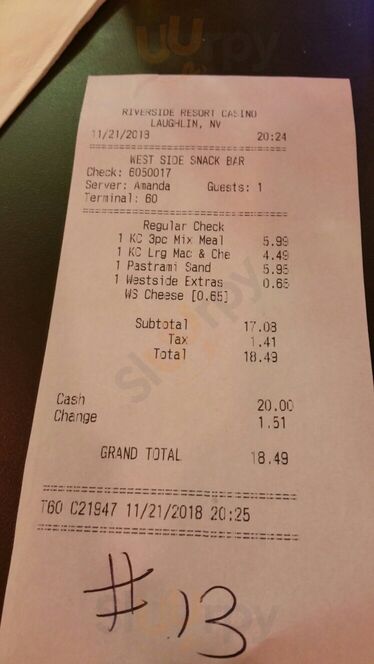 RIVERSIDE RESORT CASINO
LAUGHLIN, NV
11/21/2018 20:24
WEST SIDE SNACK BAR
Check: 6050017
Server: Amanda Guests: 1
Terminal: 60
Regular Check
1 KC 3pc Mix Meal 5.99
1 KC Lrg Mac & Che 4.49
1 Pastrami Sand 5.95
1 Westside Extras 0.65
WS Cheese [0.65]
Subtotal 17.08
Tax 1.41
Total 18.49
Cash 20.00
Change 1.51
GRAND TOTAL 18.49
T60 C21947 11/21/2018 20:25
# 13